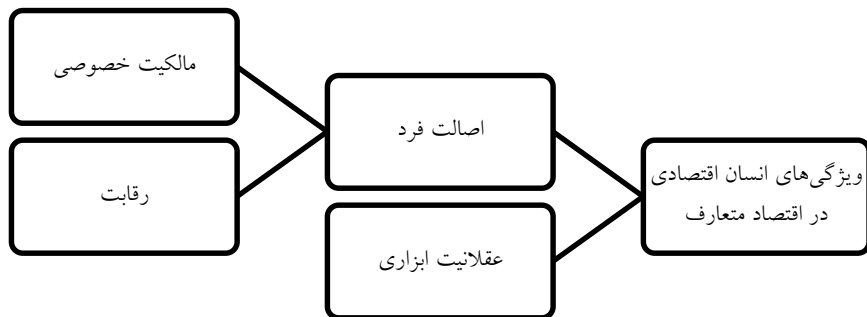 ویژگی‌های انسان اقتصادی
در اقتصاد متعارف
اصالت فرد
عقلانیت ابزاری
مالکیت خصوصی
رقابت